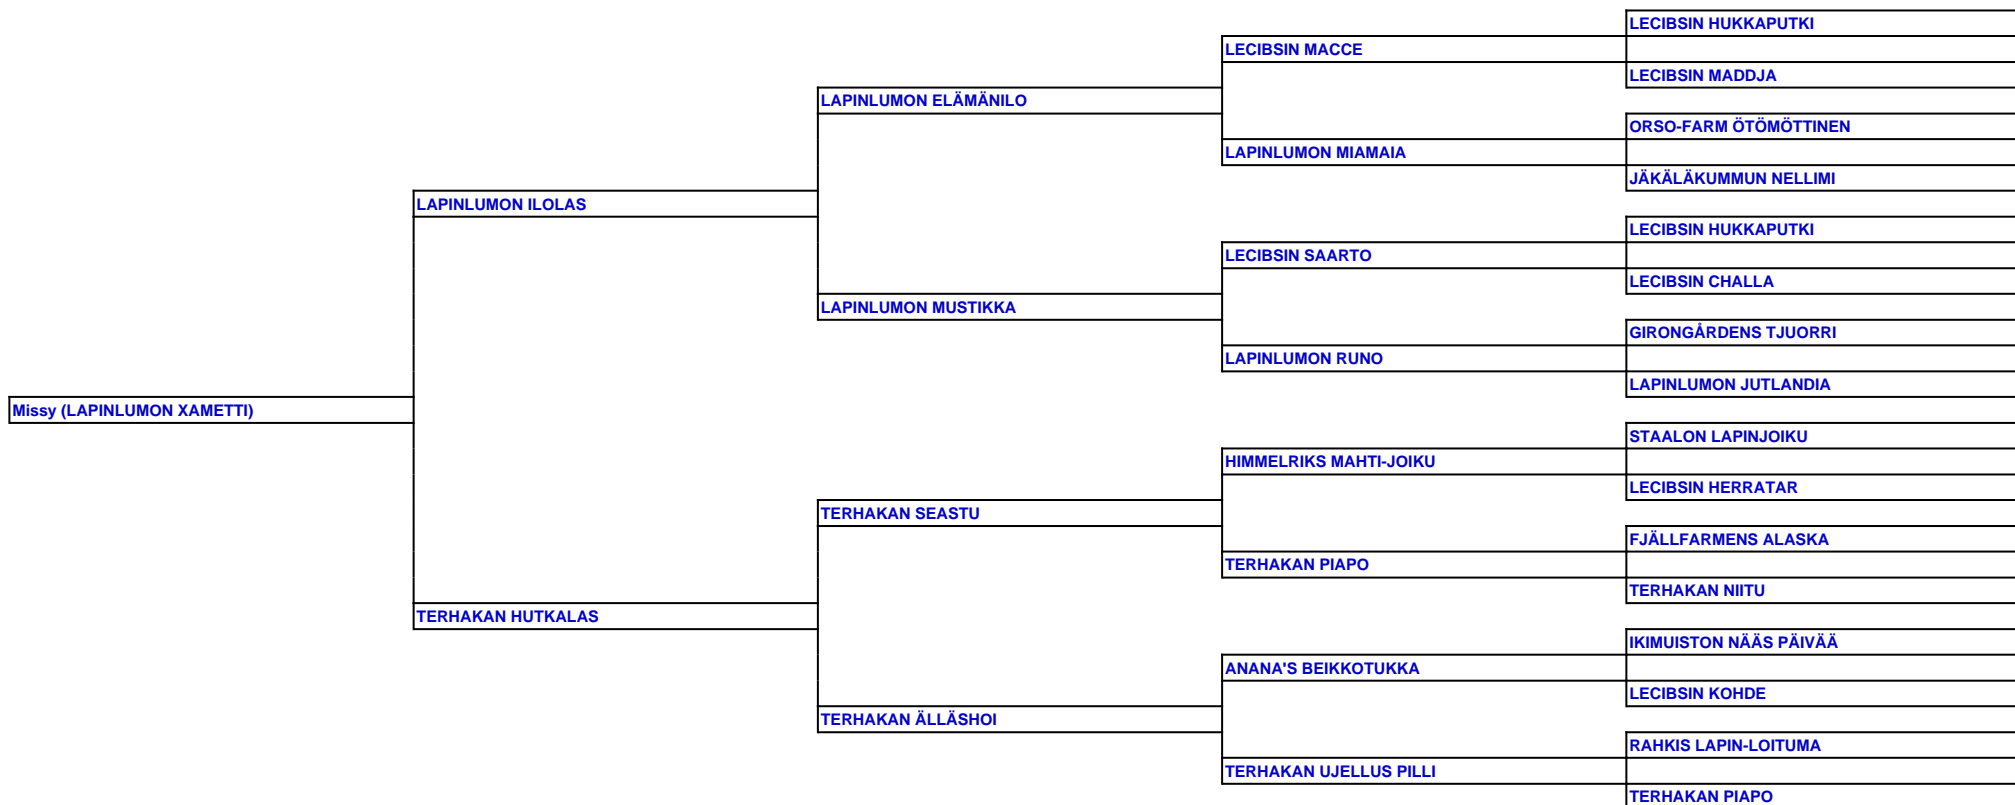 LECIBSIN HUKKAPUTKI
LECIBSIN MACCE
LECIBSIN MADDJA
LAPINLUMON ELÄMÄNILO
ORSO-FARM ÖTÖMÖTTINEN
LAPINLUMON MIAMAIA
JÄKÄLÄKUMMUN NELLIMI
LAPINLUMON ILOLAS
LECIBSIN HUKKAPUTKI
LECIBSIN SAARTO
LECIBSIN CHALLA
LAPINLUMON MUSTIKKA
GIRONGÅRDENS TJUORRI
LAPINLUMON RUNO
LAPINLUMON JUTLANDIA
Missy (LAPINLUMON XAMETTI)
STAALON LAPINJOIKU
HIMMELRIKS MAHTI-JOIKU
LECIBSIN HERRATAR
TERHAKAN SEASTU
FJÄLLFARMENS ALASKA
TERHAKAN PIAPO
TERHAKAN NIITU
TERHAKAN HUTKALAS
IKIMUISTON NÄÄS PÄIVÄÄ
ANANA'S BEIKKOTUKKA
LECIBSIN KOHDE
TERHAKAN ÄLLÄSHOI
RAHKIS LAPIN-LOITUMA
TERHAKAN UJELLUS PILLI
TERHAKAN PIAPO